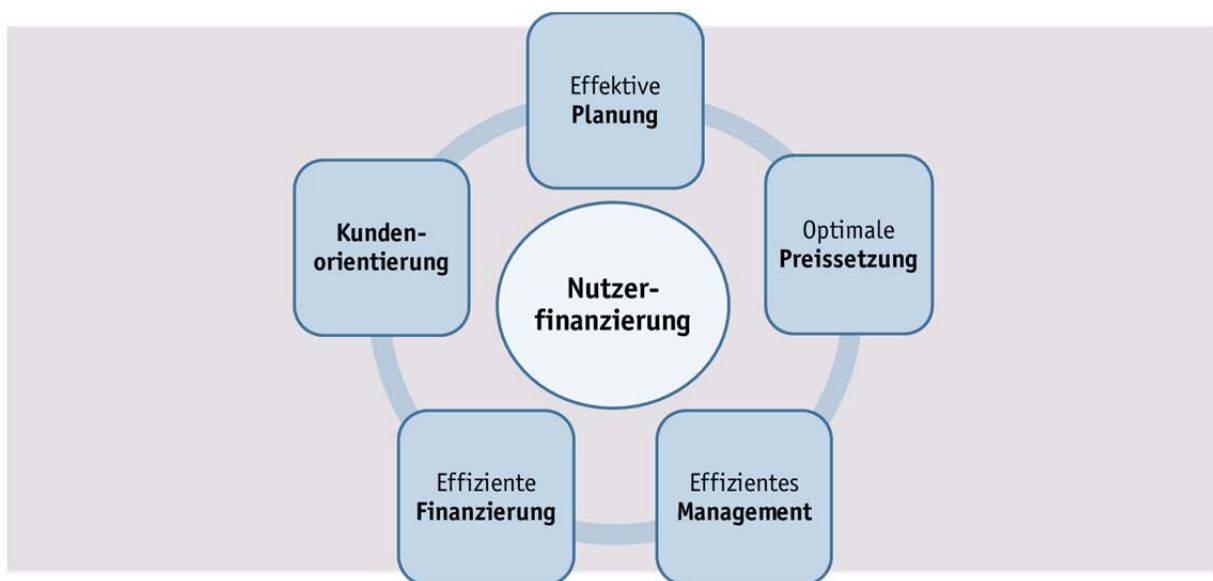 Effektive
Planung
Optimale
Preissetzung
Effizientes
Management
Effiziente
Finanzierung
Kunden-
orientierung
Nutzer-
finanzierung